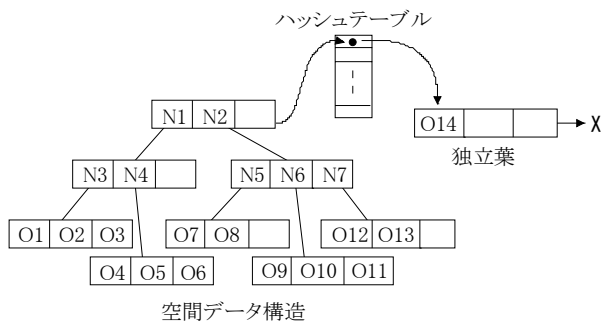 ハッシュテーブル
N1 N2
O14
X
独立葉
N3 N4
N5 N6 N7
O1 O2 O3
O7 O8
O12 O13
O4 O5 O6
O9 O10 O11
空間データ構造